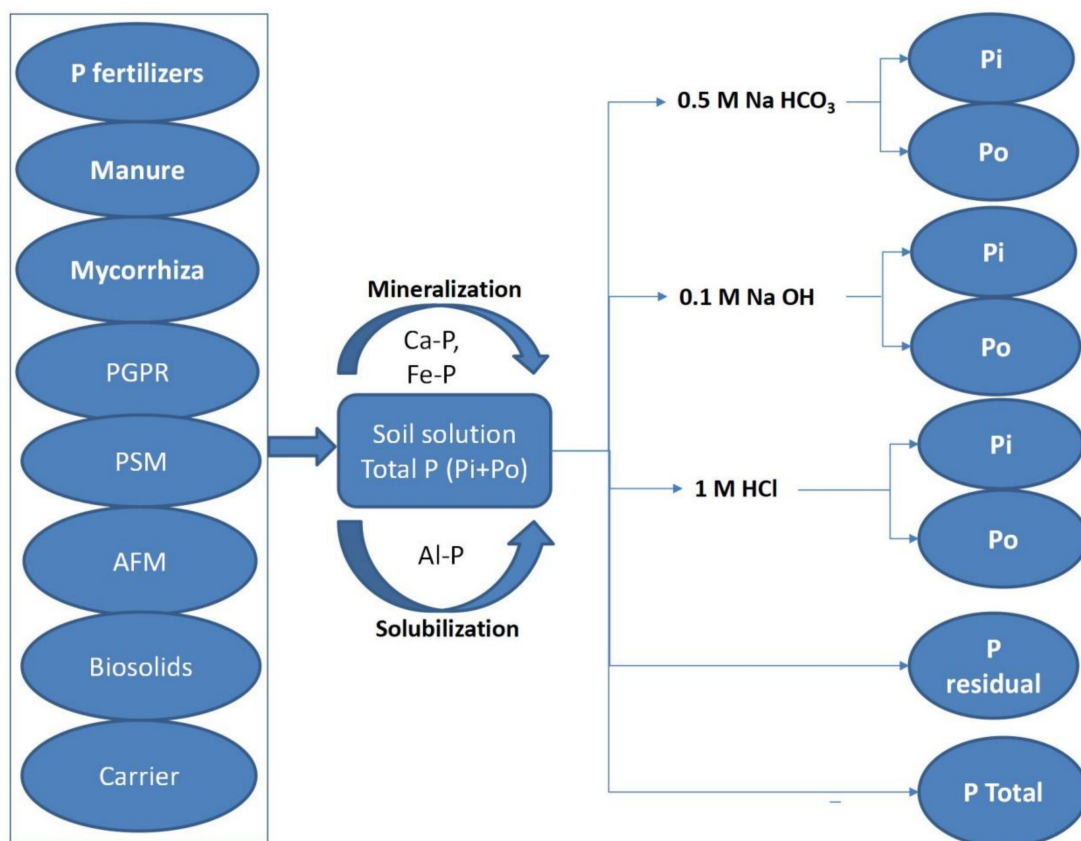 P fertilizers
Manure
Mycorrhiza
PGPR
PSM
AFM
Biosolids
Carrier
Mineralization
Ca-P,
Fe-P
Soil solution
Total P (Pi+Po)
Al-P
Solubilization
0.5 M Na HCO₃
Pi
Po
0.1 M Na OH
Pi
Po
1 M HCl
Pi
Po
P
residual
P Total